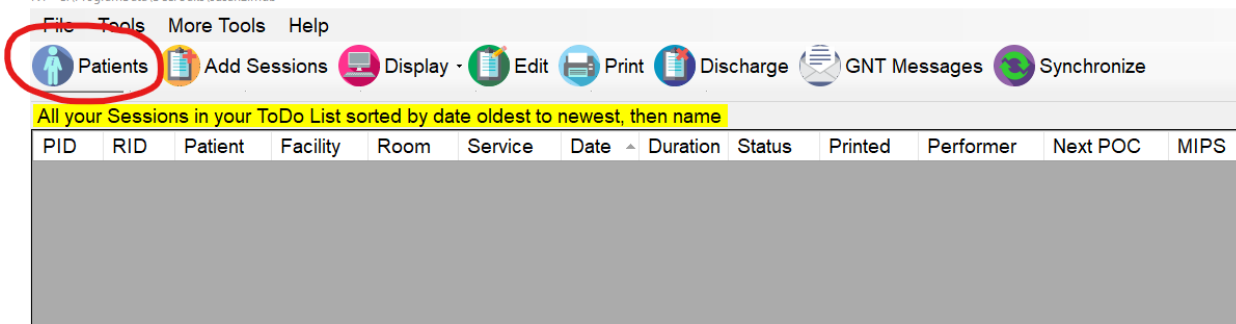 File Tools More Tools Help
Patients Add Sessions Display Edit Print Discharge GNT Messages Synchronize
All your Sessions in your ToDo List sorted by date oldest to newest, then name
PID RID Patient Facility Room Service Date Duration Status Printed Performer Next POC MIPS